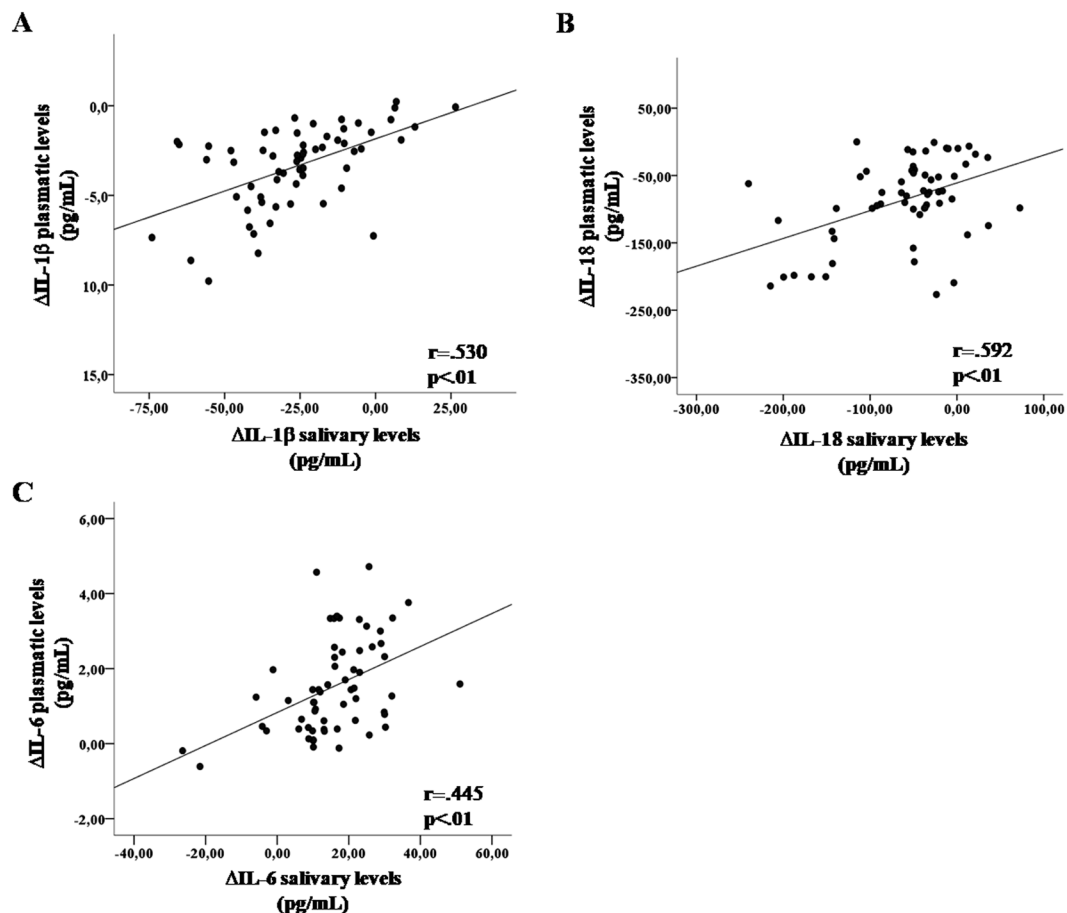 A
ΔIL-1β plasmatic levels
(pg/mL)
0,0
-5,0
10,0
15,0
-75,00 -50,00 -25,00 0,00 25,00
r=.530
p<.01
ΔIL-1β salivary levels
(pg/mL)
B
ΔIL-18 plasmatic levels
(pg/mL)
50,00
-50,00
-150,00
-250,00
-350,00
-300,00 -200,00 -100,00 0,00 100,00
r=.592
p<.01
ΔIL-18 salivary levels
(pg/mL)
C
ΔIL-6 plasmatic levels
(pg/mL)
6,00
4,00
2,00
0,00
-2,00
-40,00 -20,00 0,00 20,00 40,00 60,00
r=.445
p<.01
ΔIL-6 salivary levels
(pg/mL)